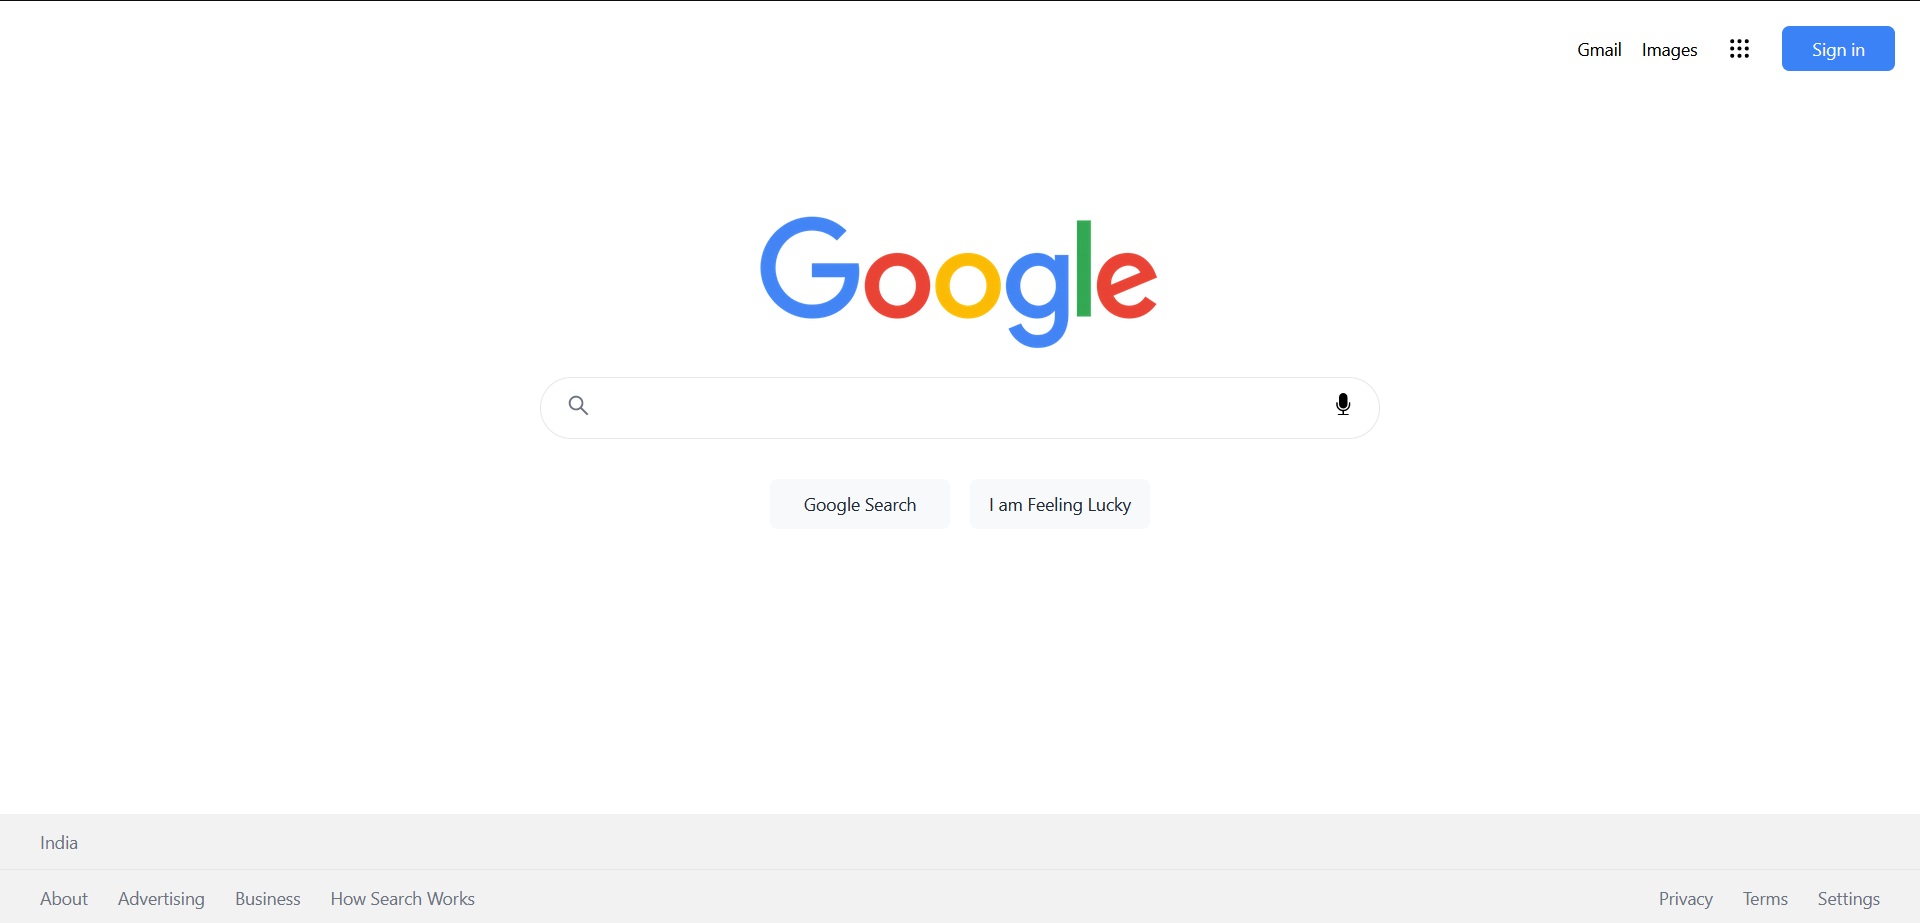 Gmail Images Sign in
Google
Google Search I am Feeling Lucky
India
About Advertising Business How Search Works Privacy Terms Settings